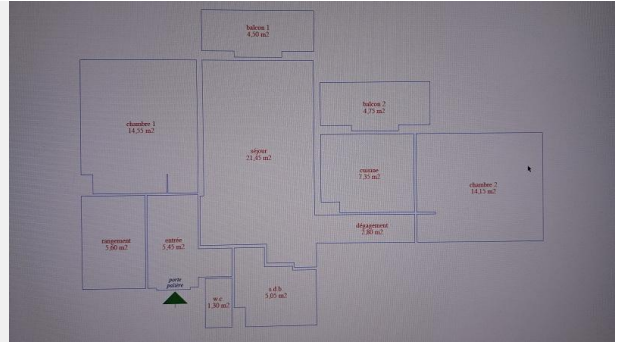 balcon 1
4,50 m2
balcon 2
4,75 m2
chambre 1
14,55 m2
séjour
21,45 m2
cuisine
7,35 m2
chambre 2
14,15 m2
dégagement
2,80 m2
rangement
5,60 m2
entrée
5,45 m2
porte
palière
w.c
1,30 m2
s.d.b
5,05 m2